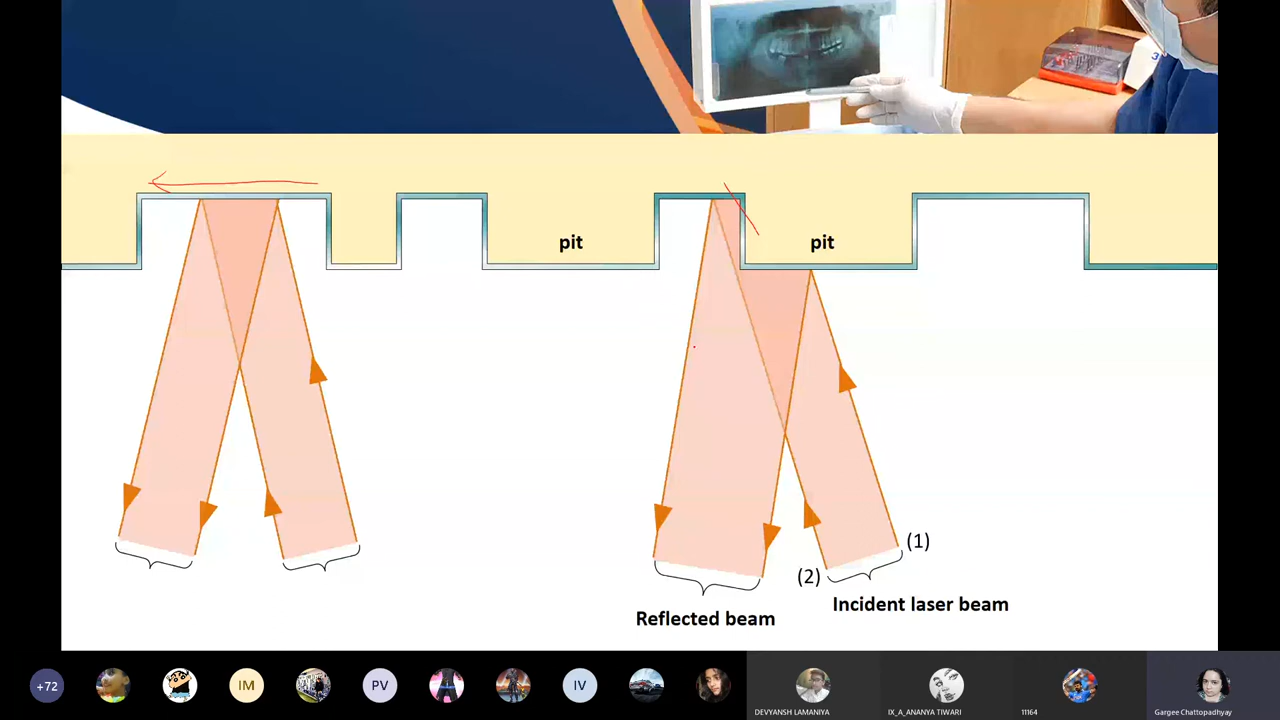 pit
pit
(1)
(2)
Incident laser beam
Reflected beam
+72
IM
PV
IV
DEVYANSH LAMANIYA
IX_A_ANANYA TIWARI
11164
Gargee Chattopadhyay